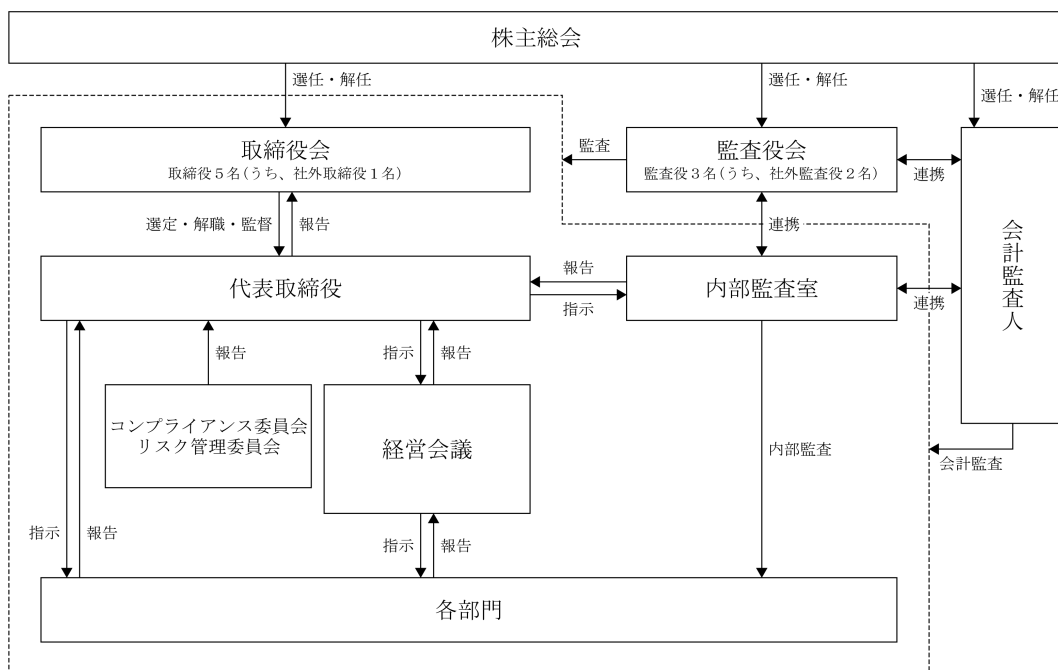 株主総会
選任・解任
選任・解任
選任・解任
取締役会
取締役5名(うち、社外取締役1名)
監査
監査役会
監査役3名(うち、社外監査役2名)
連携
会計監査人
選定・解職・監督
報告
連携
代表取締役
報告
指示
内部監査室
連携
報告
指示
報告
コンプライアンス委員会
リスク管理委員会
経営会議
内部監査
会計監査
指示
報告
指示
報告
各部門